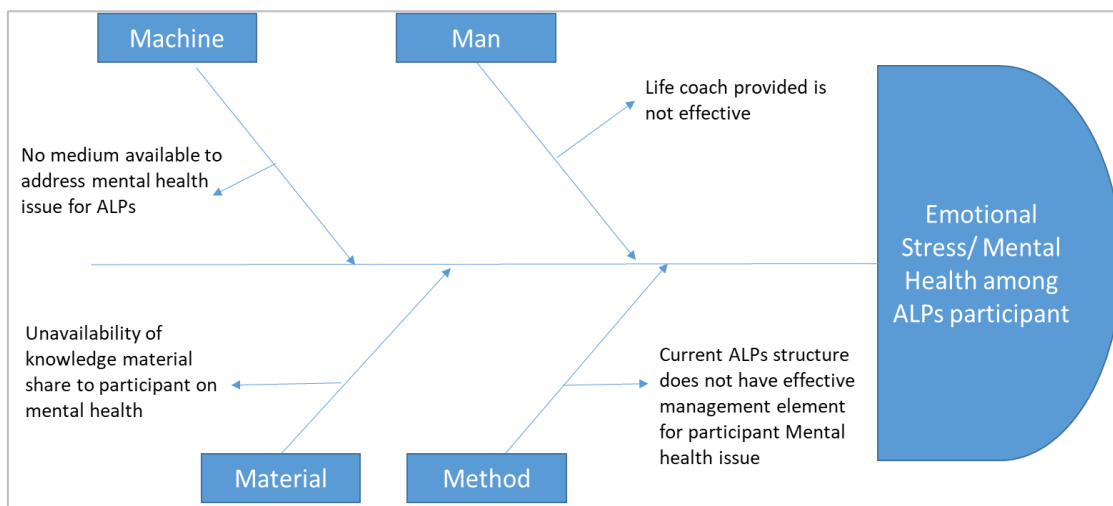 Machine
Man
Life coach provided is
not effective
No medium available to
address mental health
issue for ALPs
Emotional
Stress/ Mental
Health among
ALPs participant
Unavailability of
knowledge material
share to participant on
mental health
Current ALPs structure
does not have effective
management element
for participant Mental
health issue
Material
Method